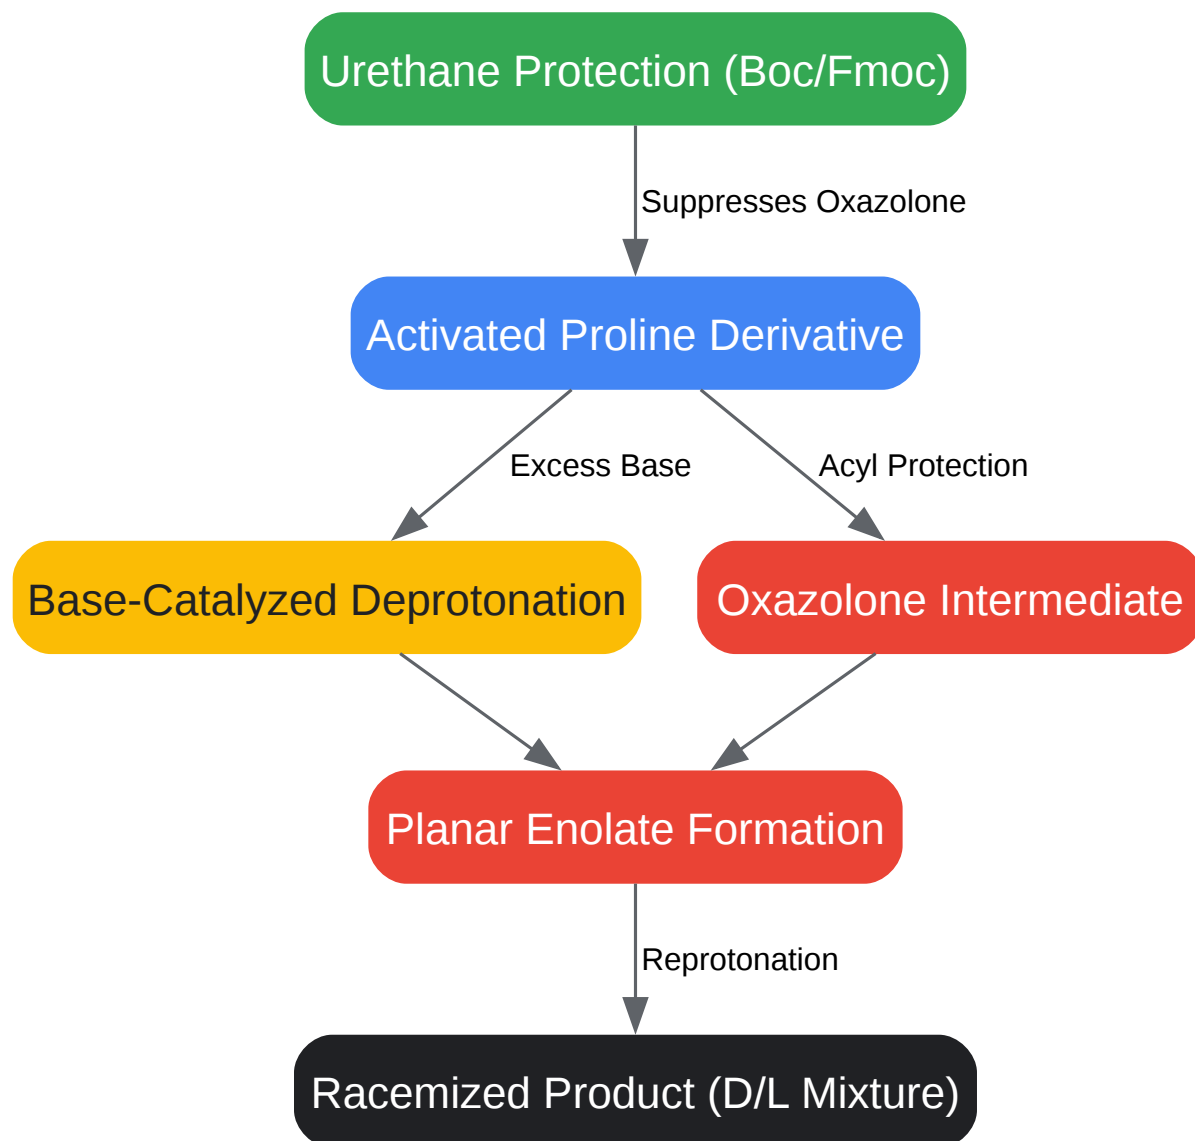 Urethane Protection (Boc/Fmoc)
Suppresses Oxazolone
Activated Proline Derivative
Excess Base
Acyl Protection
Base-Catalyzed Deprotonation
Oxazolone Intermediate
Planar Enolate Formation
Reprotonation
Racemized Product (D/L Mixture)